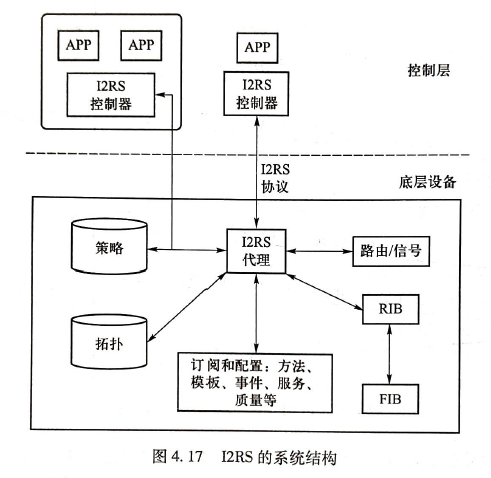 APP
APP
I2RS
控制器
APP
I2RS
控制器
控制层
I2RS
协议
底层设备
策略
I2RS
代理
路由/信号
拓扑
RIB
订阅和配置：方法、
模板、事件、服务、
质量等
FIB
图 4.17 I2RS 的系统结构